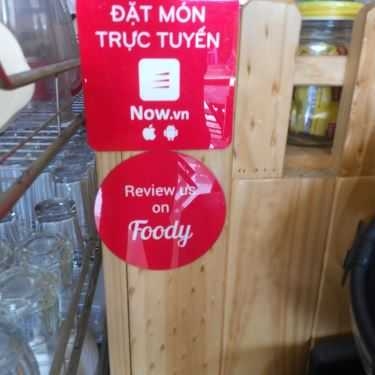 ĐẶT MÓN
TRỰC TUYẾN
Now.vn
Review us
on
Foody